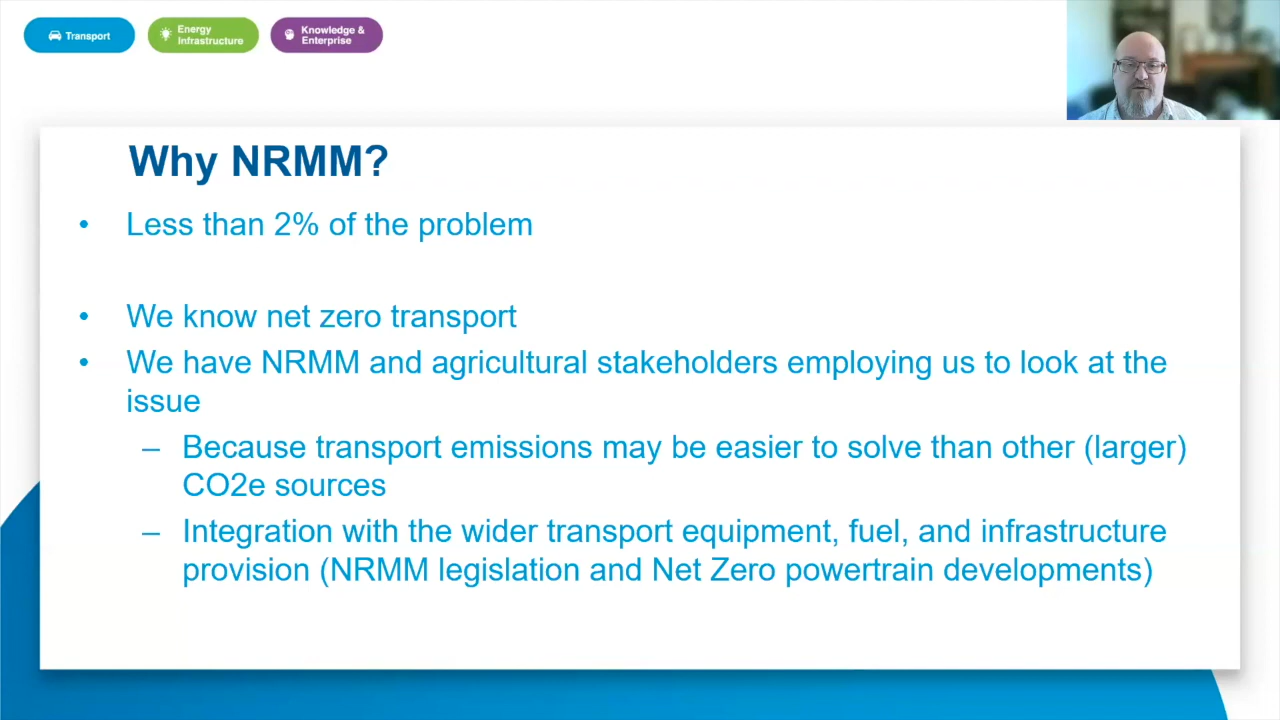 Transport
Energy
Infrastructure
Knowledge &
Enterprise
Why NRMM?
• Less than 2% of the problem
• We know net zero transport
• We have NRMM and agricultural stakeholders employing us to look at the
issue
– Because transport emissions may be easier to solve than other (larger)
CO2e sources
– Integration with the wider transport equipment, fuel, and infrastructure
provision (NRMM legislation and Net Zero powertrain developments)